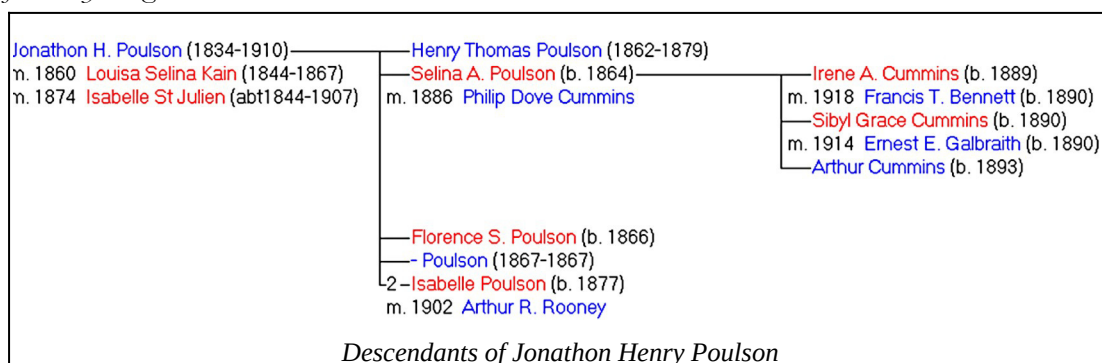 Jonathon H. Poulson (1834-1910)
m. 1860 Louisa Selina Kain (1844-1867)
m. 1874 Isabelle St Julien (abt1844-1907)
Henry Thomas Poulson (1862-1879)
Selina A. Poulson (b. 1864)
m. 1886 Philip Dove Cummins
Irene A. Cummins (b. 1889)
m. 1918 Francis T. Bennett (b. 1890)
Sibyl Grace Cummins (b. 1890)
m. 1914 Ernest E. Galbraith (b. 1890)
Arthur Cummins (b. 1893)
Florence S. Poulson (b. 1866)
- Poulson (1867-1867)
2 Isabelle Poulson (b. 1877)
m. 1902 Arthur R. Rooney
Descendants of Jonathon Henry Poulson